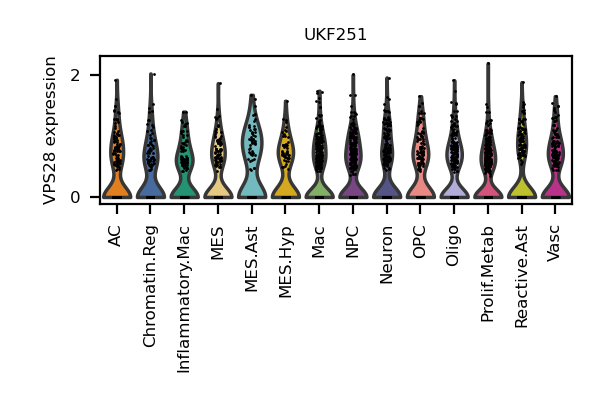 UKF251
VPS28 expression
2
0
AC
Chromatin.Reg
Inflammatory.Mac
MES
MES.Ast
MES.Hyp
Mac
NPC
Neuron
OPC
Oligo
Prolif.Metab
Reactive.Ast
Vasc